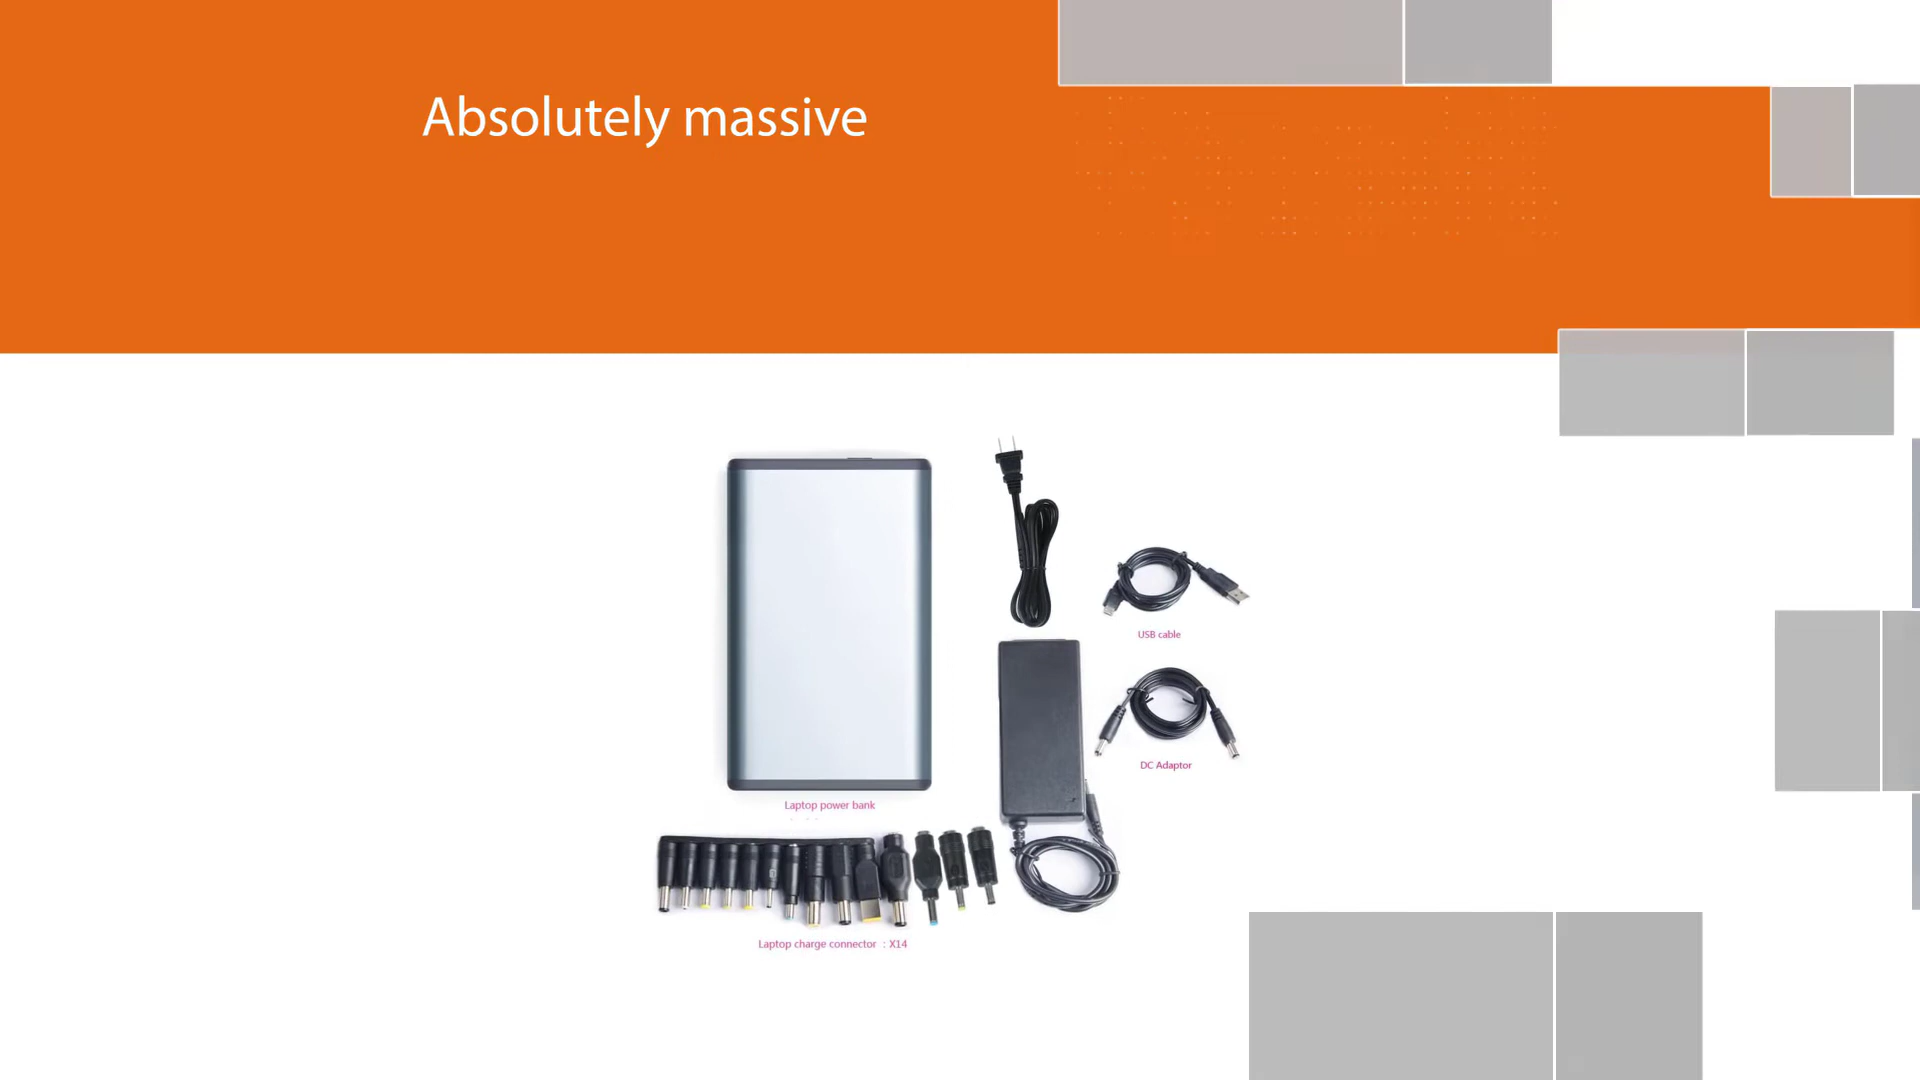 Absolutely massive
USB cable
DC Adaptor
Laptop power bank
Laptop charge connector : X14